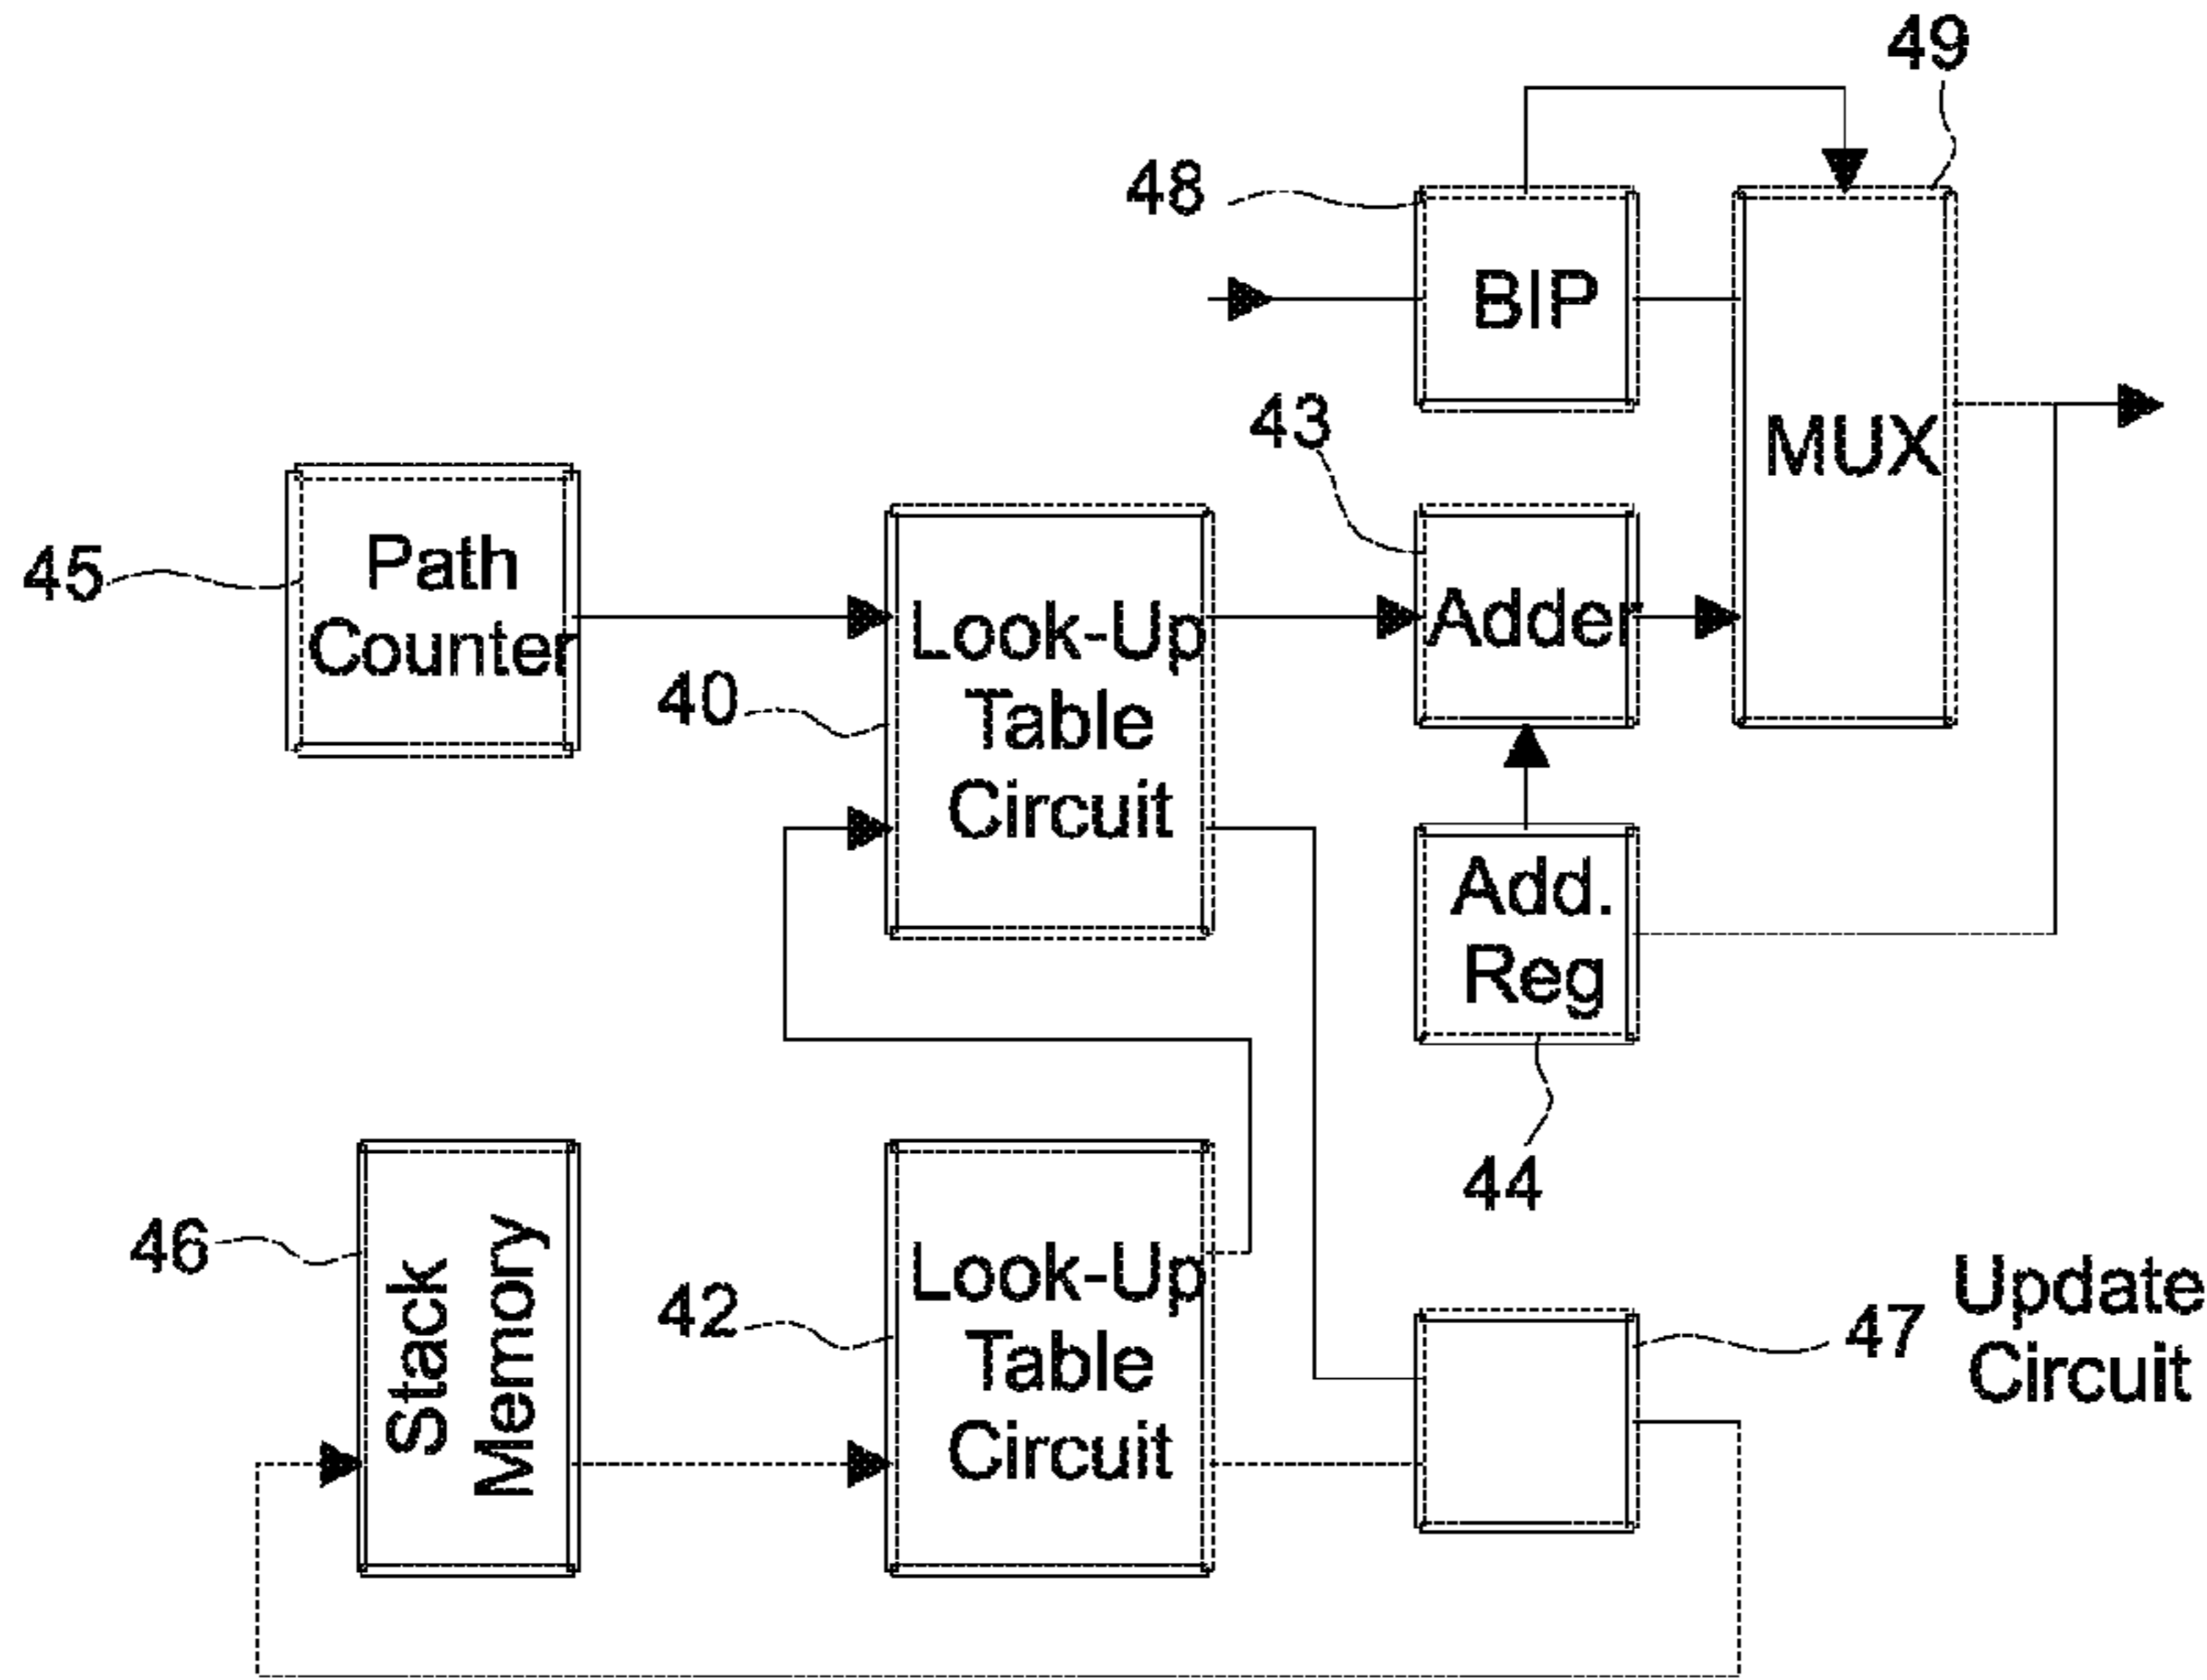 49
48
BIP
43
MUX
45
Path
Counter
40
Look-Up
Table
Circuit
Adder
Add.
Reg
44
46
Stack
Memory
42
Look-Up
Table
Circuit
47
Update
Circuit